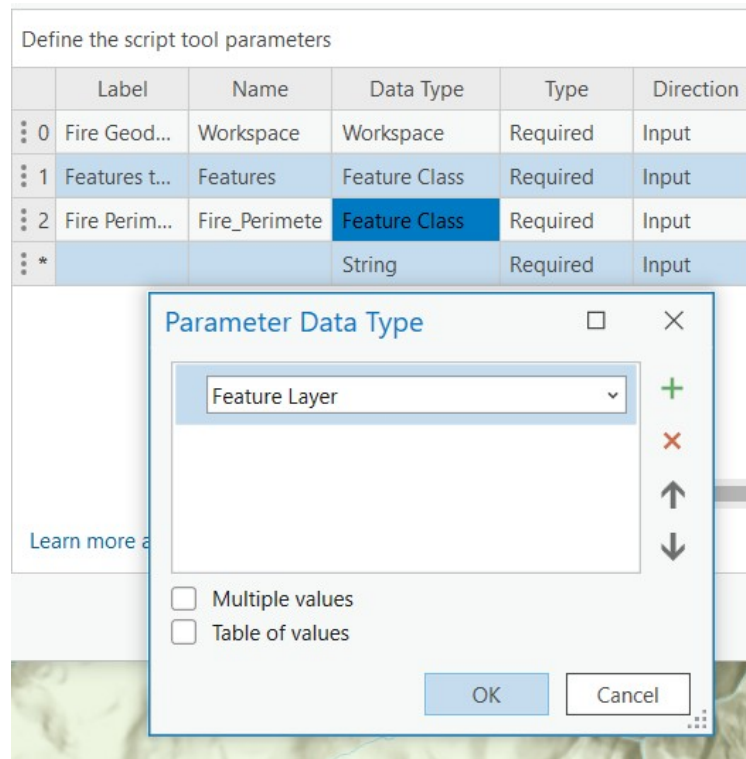 Define the script tool parameters
Label Name Data Type Type Direction
0 Fire Geod... Workspace Workspace Required Input
1 Features t... Features Feature Class Required Input
2 Fire Perim... Fire_Perimete Feature Class Required Input
* String Required Input
Parameter Data Type
Feature Layer
Learn more a
Multiple values
Table of values
OK Cancel